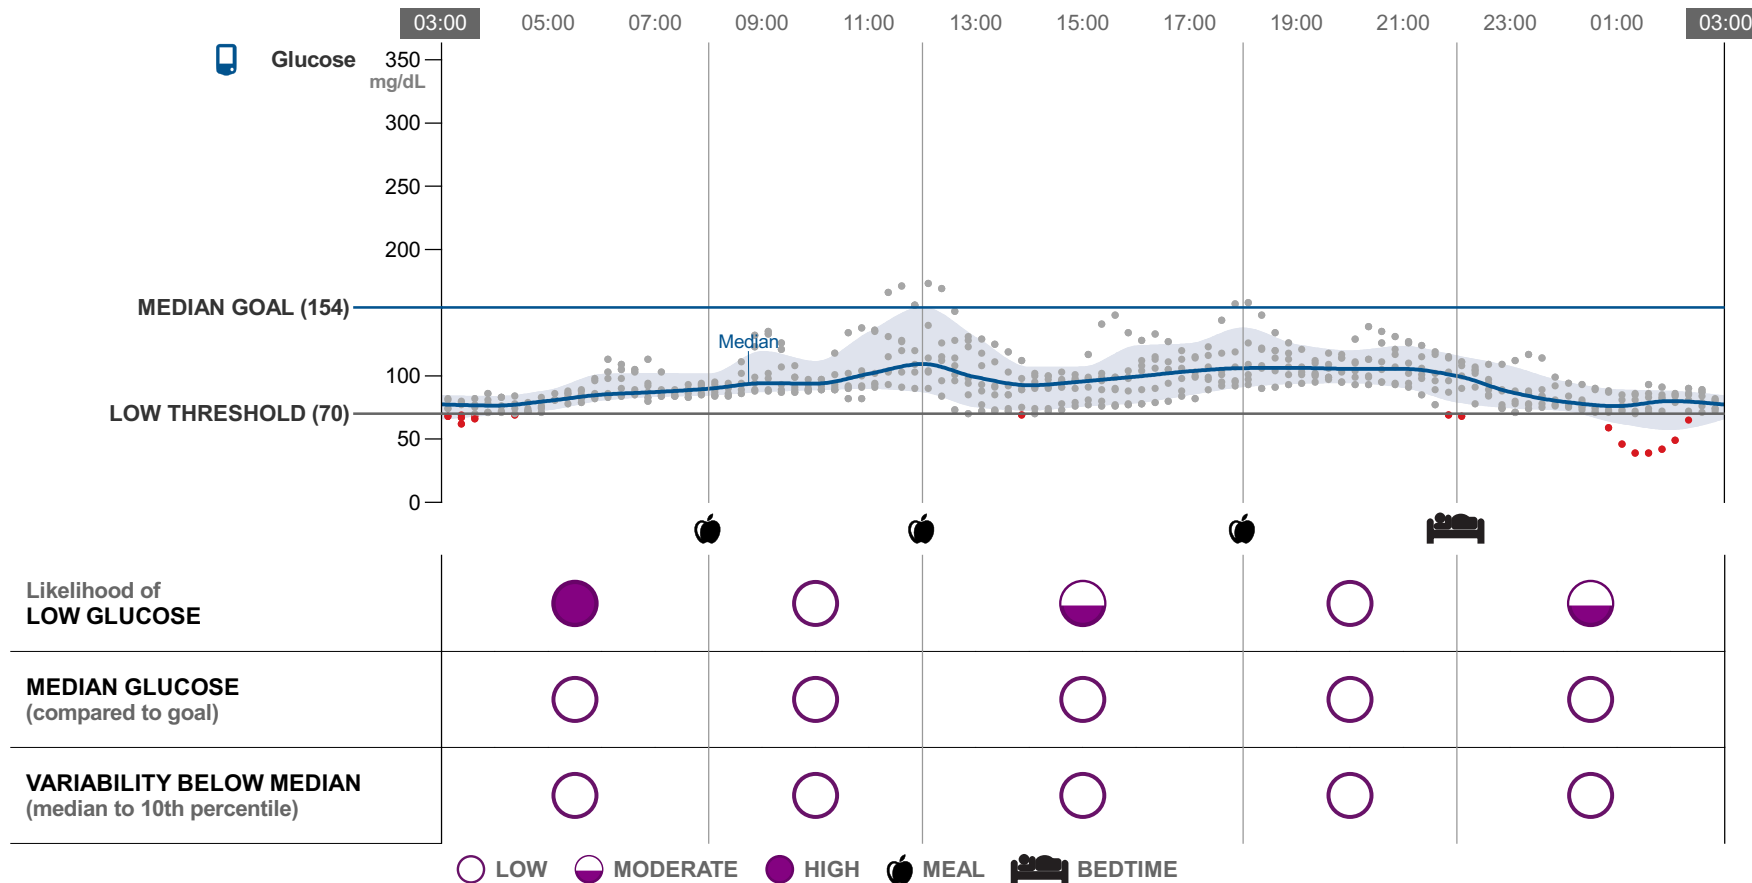 03:00 05:00 07:00 09:00 11:00 13:00 15:00 17:00 19:00 21:00 23:00 01:00 03:00
Glucose 350
mg/dL
300
250
200
MEDIAN GOAL (154)
Median
100
LOW THRESHOLD (70)
50
0
Likelihood of
LOW GLUCOSE
MEDIAN GLUCOSE
(compared to goal)
VARIABILITY BELOW MEDIAN
(median to 10th percentile)
LOW MODERATE HIGH MEAL BEDTIME